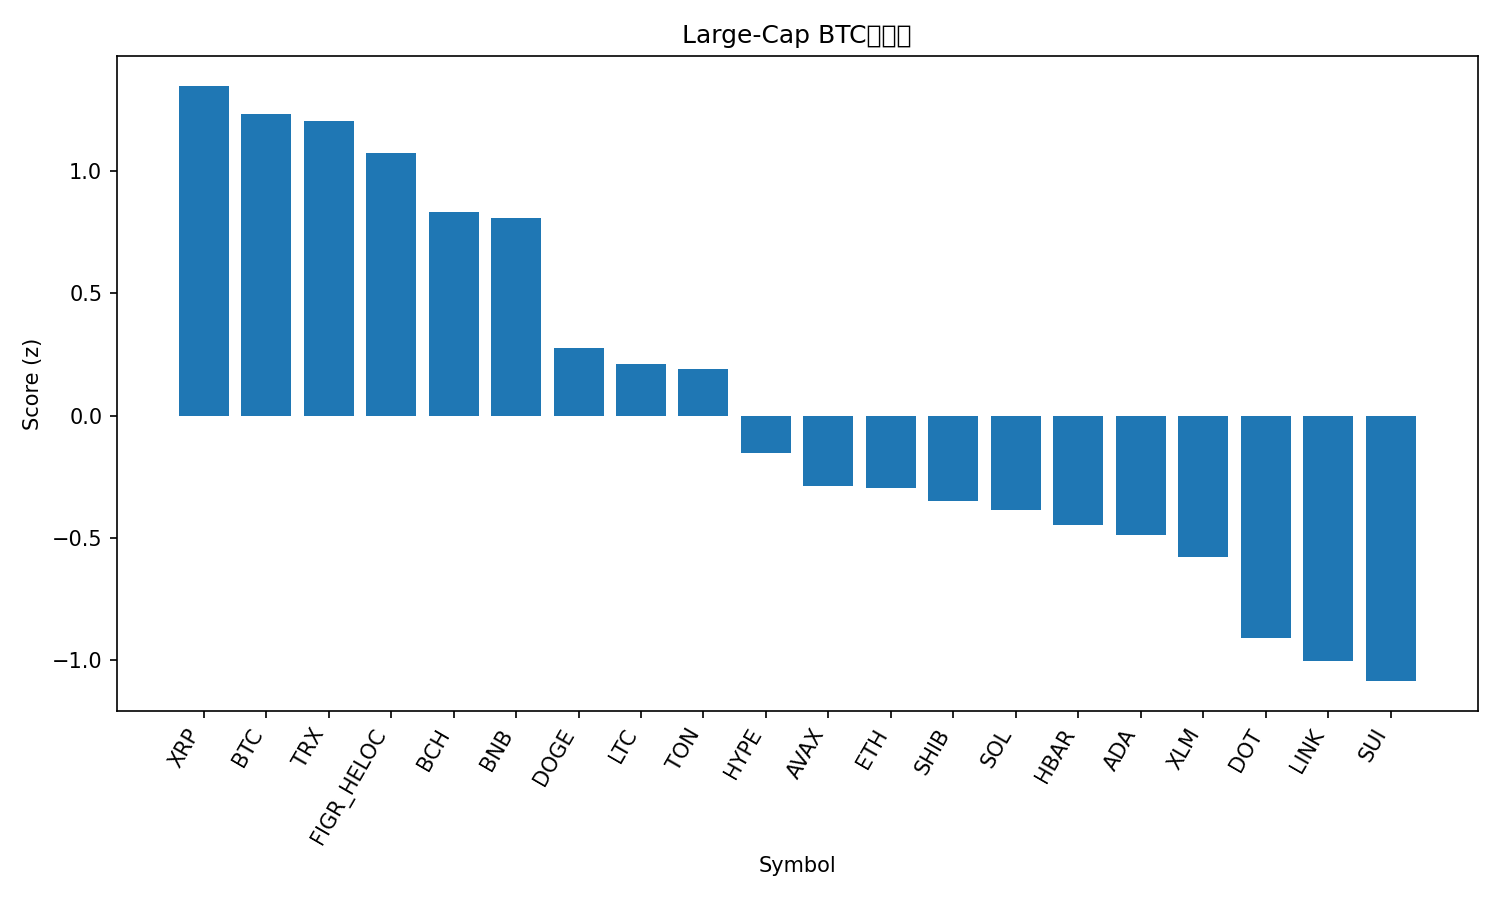 Large-Cap BTC
1.0
0.5
0.0
−0.5
−1.0
Score (z)
XRP
BTC
TRX
FIGR_HELOC
BCH
BNB
DOGE
LTC
TON
HYPE
AVAX
ETH
SHIB
SOL
HBAR
ADA
XLM
DOT
LINK
SUI
Symbol